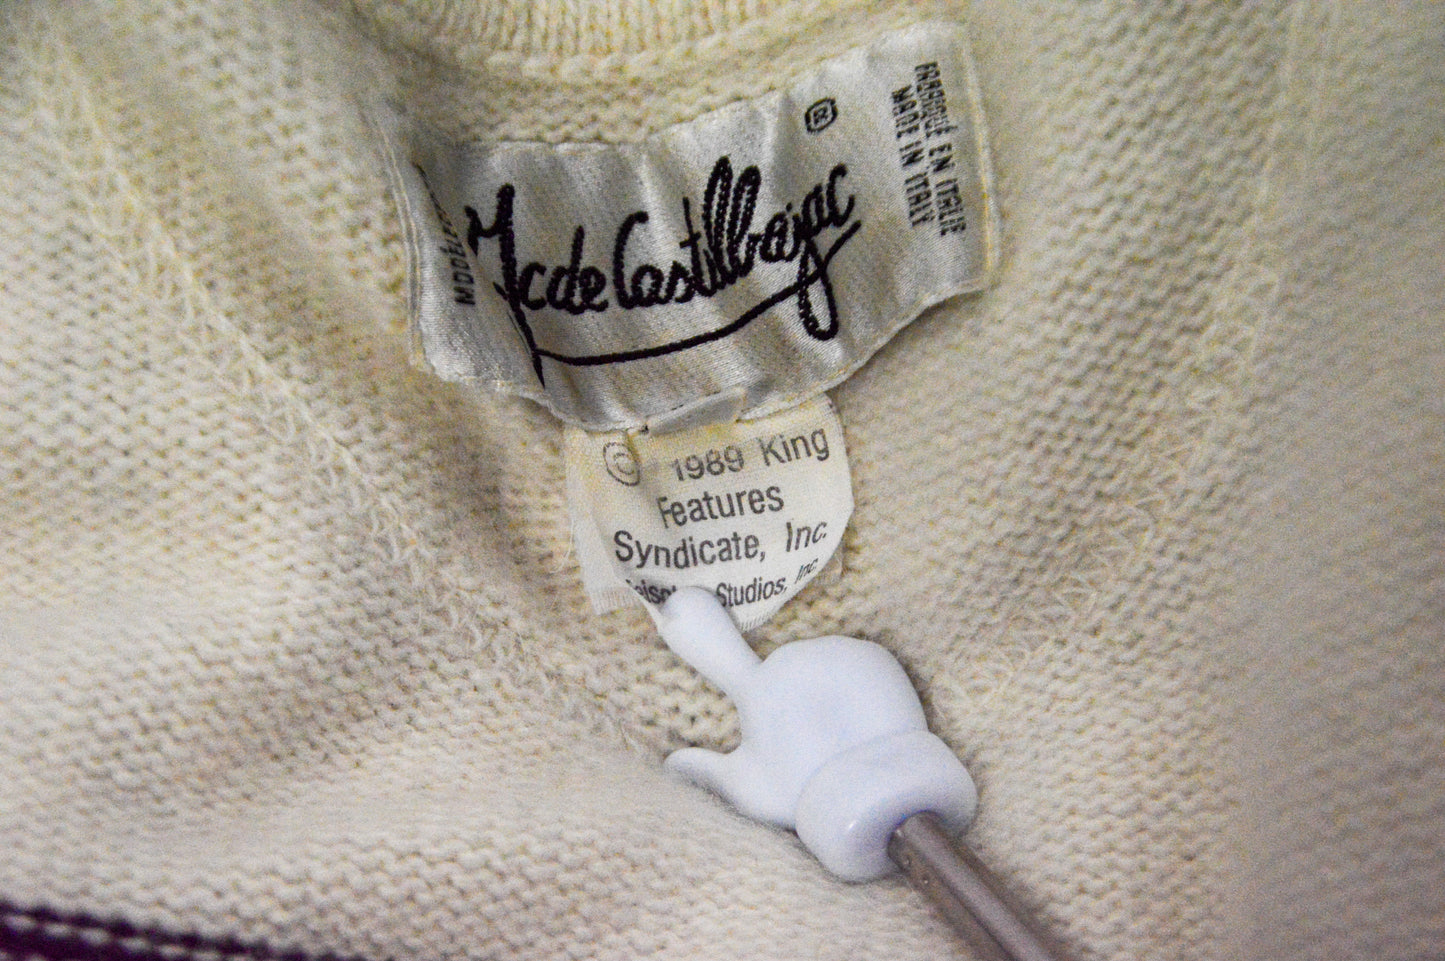 Jc de Castelbajac
®
FABRIQUÉ EN ITALIE
MADE IN ITALY
© 1989 King
Features
Syndicate, Inc.
Studios, Inc.